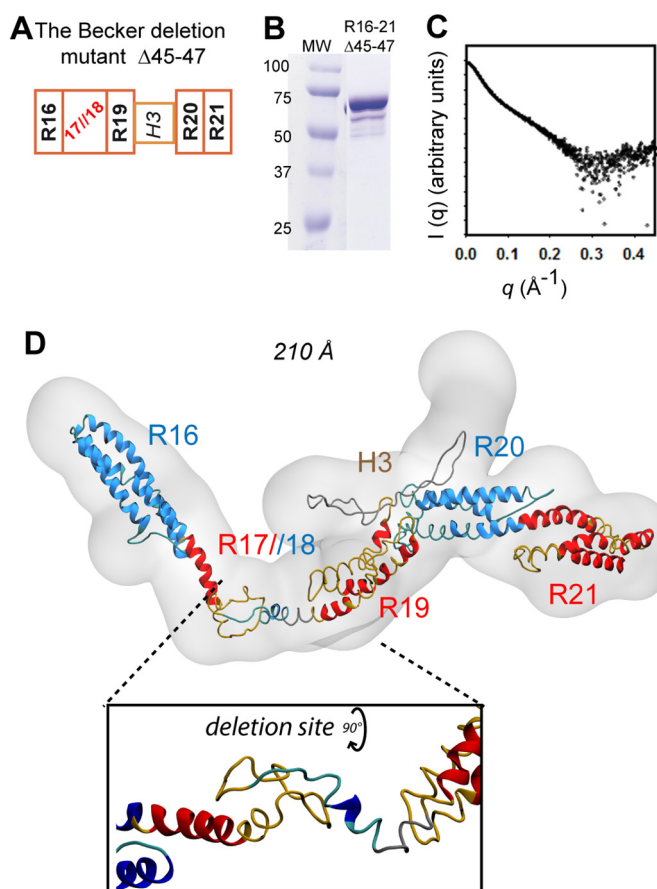 A
The Becker deletion
mutant Δ45-47
R16
17//18
R19
H3
R20
R21
B
R16-21
MW Δ45-47
100
75
50
37
25
C
I (q) (arbitrary units)
0.0 0.1 0.2 0.3 0.4
q (Å-1)
D
210 Å
R16
H3
R20
R17//18
R19
R21
deletion site 90°